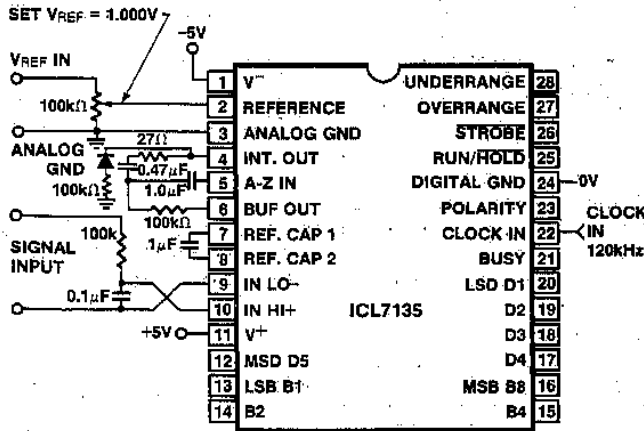 SET VREF = 1.000V
VREF IN
100kΩ
ANALOG
GND
27Ω
0.47μF
100kΩ
1.0μF
100kΩ
SIGNAL
INPUT
100k
1μF
0.1μF
-5V
+5V
1 V−
2 REFERENCE
3 ANALOG GND
4 INT. OUT
5 A-Z IN
6 BUF OUT
7 REF. CAP 1
8 REF. CAP 2
9 IN LO-
10 IN HI+
11 V+
12 MSD D5
13 LSB B1
14 B2
ICL7135
UNDERRANGE 28
OVERRANGE 27
STROBE 26
RUN/HOLD 25
DIGITAL GND 24
POLARITY 23
CLOCK IN 22
BUSY 21
LSD D1 20
D2 19
D3 18
D4 17
MSB B8 16
B4 15
0V
CLOCK
IN
120kHz